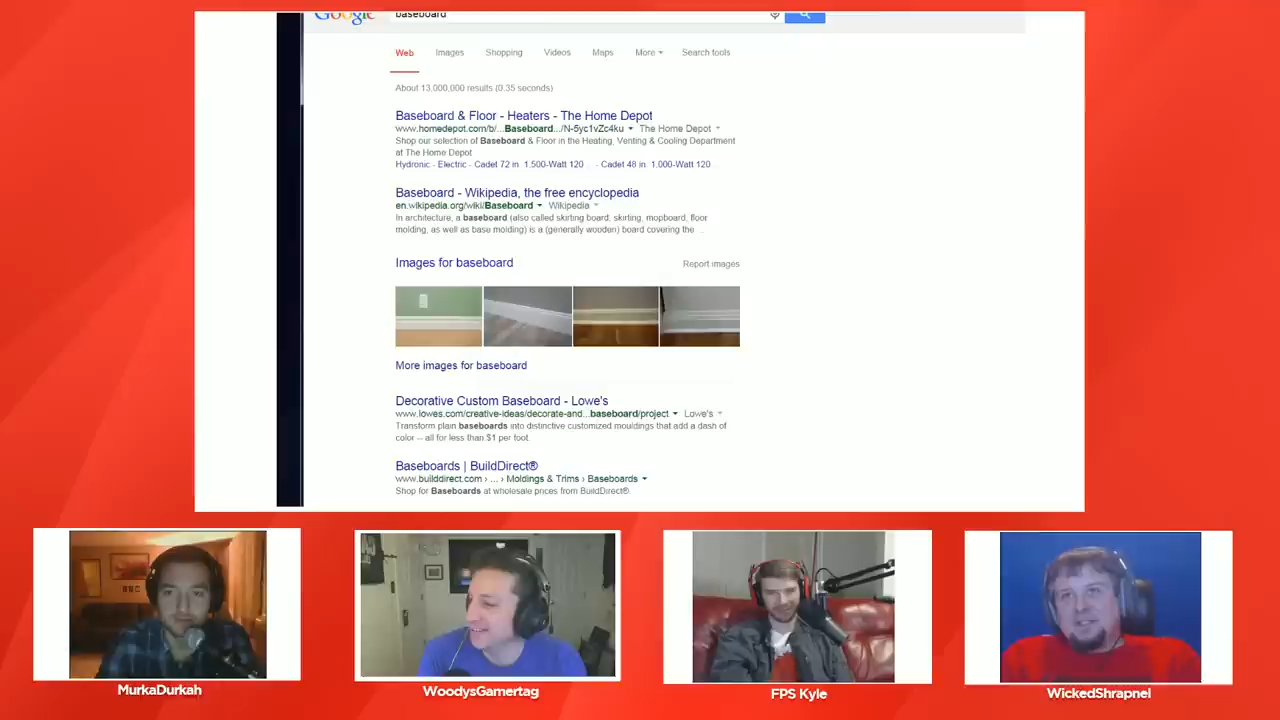 Google baseboard
Web Images Shopping Videos Maps More Search tools
About 13,000,000 results (0.35 seconds)
Baseboard & Floor - Heaters - The Home Depot
www.homedepot.com/b/...Baseboard.../N-5yc1vZc4ku The Home Depot
Shop our selection of Baseboard & Floor in the Heating, Venting & Cooling Department
at The Home Depot
Hydronic - Electric - Cadet 72 in. 1,500-Watt 120 - Cadet 48 in. 1,000-Watt 120
Baseboard - Wikipedia, the free encyclopedia
en.wikipedia.org/wiki/Baseboard Wikipedia
In architecture, a baseboard (also called skirting board, skirting, mopboard, floor
molding, as well as base molding) is a (generally wooden) board covering the ...
Images for baseboard Report images
More images for baseboard
Decorative Custom Baseboard - Lowe's
www.lowes.com/creative-ideas/decorate-and...baseboard/project Lowe's
Transform plain baseboards into distinctive customized mouldings that add a dash of
color -- all for less than $1 per foot.
Baseboards | BuildDirect®
www.builddirect.com › ... › Moldings & Trims › Baseboards
Shop for Baseboards at wholesale prices from BuildDirect®.
MurkaDurkah
WoodysGamertag
FPS Kyle
WickedShrapnel